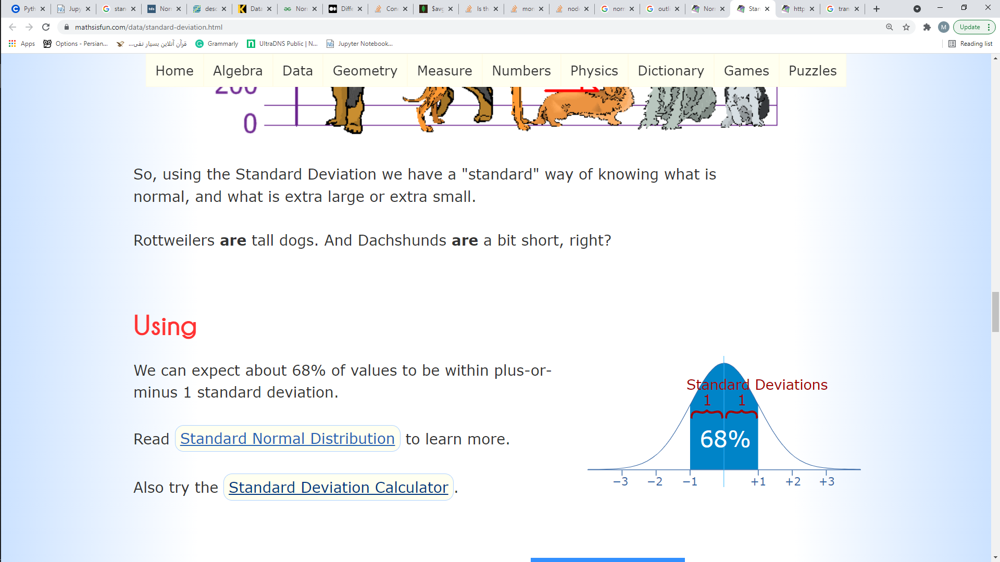 Pyth
Jupy
stan
Nor
desc
Data
Nor
Diffe
Con
$avg
Is th
mon
nod
norm
outl
Nor
Stan
http
tran
mathsisfun.com/data/standard-deviation.html
M
Update
Apps
Options - Persian...
قرآن آنلاین بسیار نفی...
Grammarly
UltraDNS Public | N...
Jupyter Notebook...
Reading list
Home Algebra Data Geometry Measure Numbers Physics Dictionary Games Puzzles
200
0
So, using the Standard Deviation we have a "standard" way of knowing what is
normal, and what is extra large or extra small.
Rottweilers are tall dogs. And Dachshunds are a bit short, right?
Using
We can expect about 68% of values to be within plus-or-
minus 1 standard deviation.
Read Standard Normal Distribution to learn more.
Also try the Standard Deviation Calculator.
Standard Deviations
1 1
68%
−3 −2 −1 +1 +2 +3